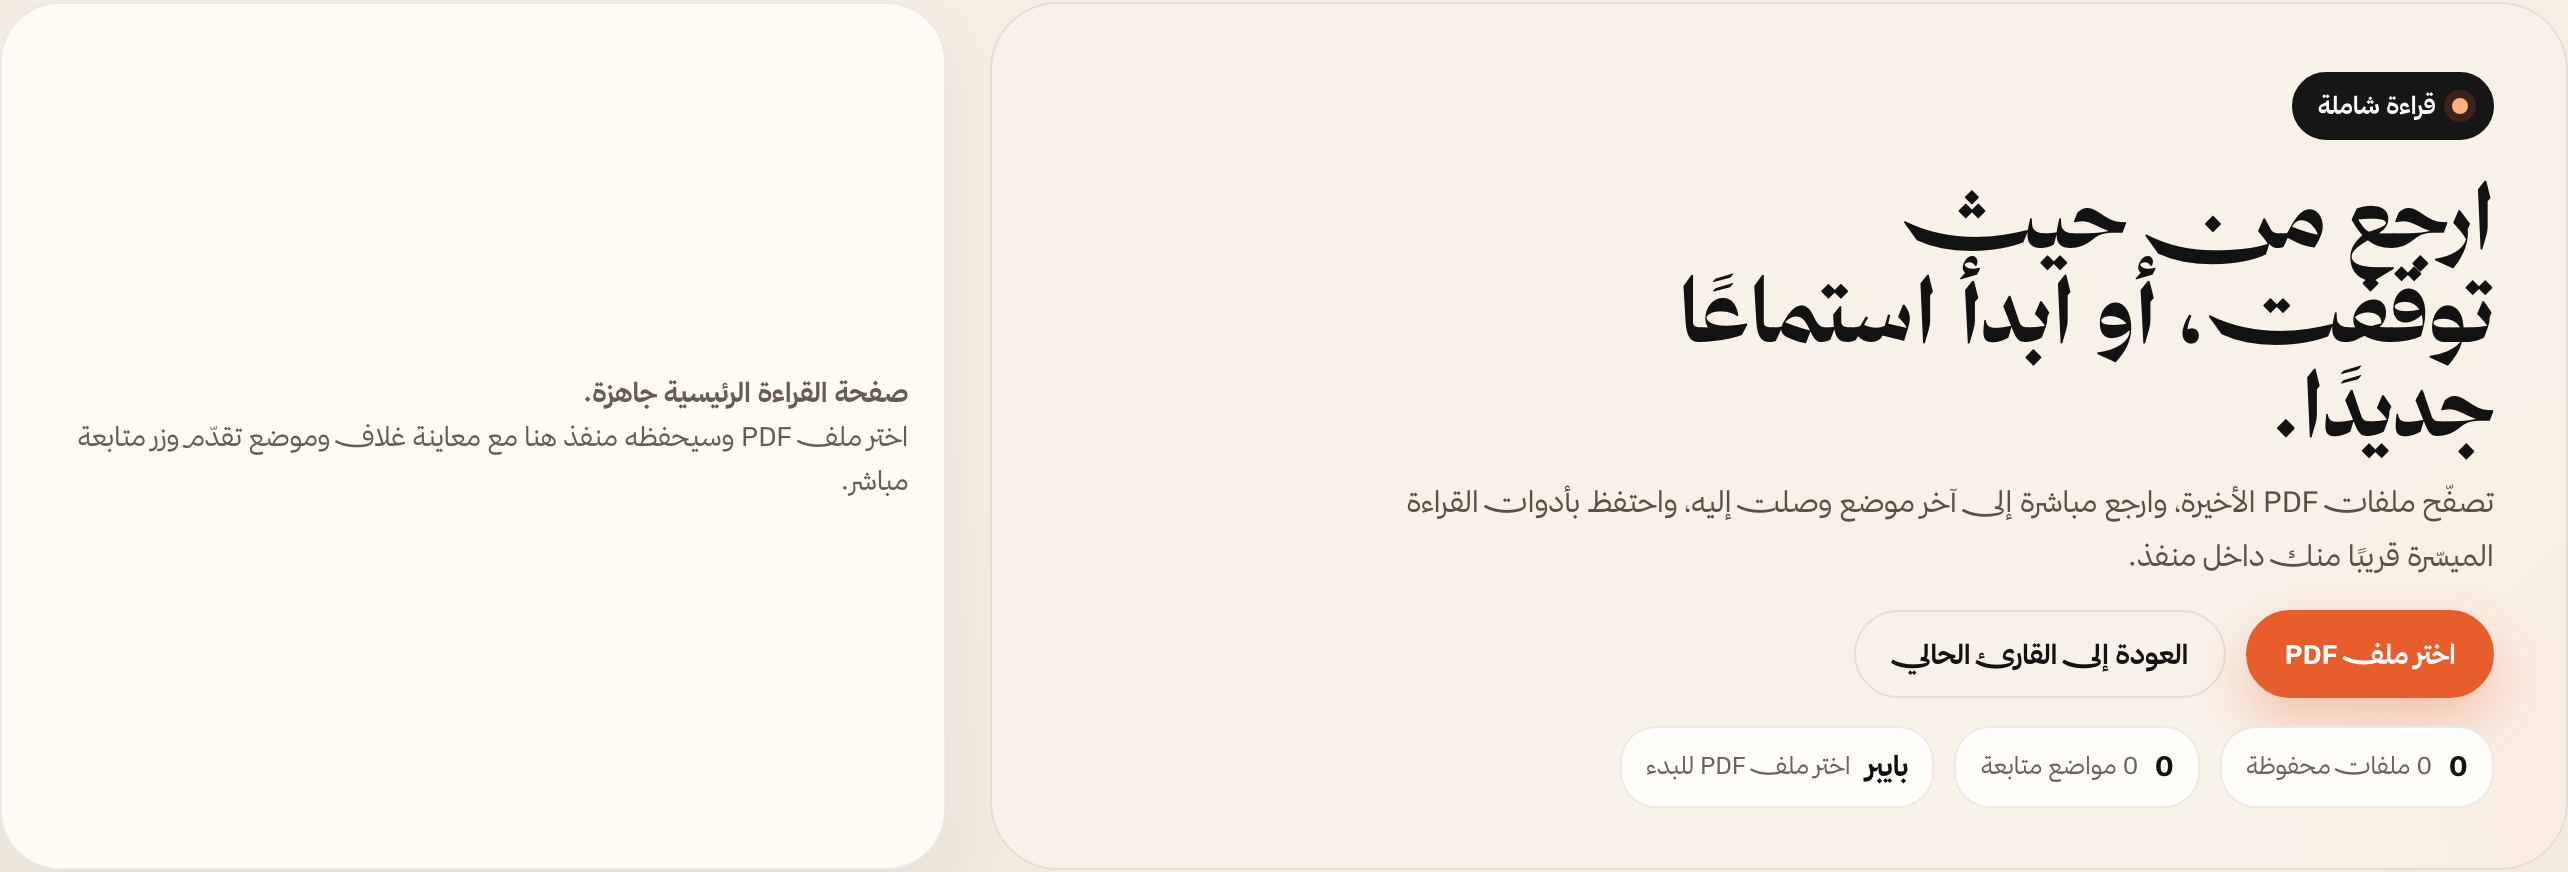 قراءة شاملة
ارجع من حيث
توقفت، أو ابدأ استماعًا
جديدًا.
تصفّح ملفات PDF الأخيرة، وارجع مباشرة إلى آخر موضع وصلت إليه، واحتفظ بأدوات القراءة
الميسّرة قريبًا منك داخل منفذ.
اختر ملف PDF
العودة إلى القارئ الحالي
0 0 ملفات محفوظة
0 0 مواضع متابعة
بايبر اختر ملف PDF للبدء
صفحة القراءة الرئيسية جاهزة.
اختر ملف PDF وسيحفظه منفذ هنا مع معاينة غلاف وموضع تقدّم وزر متابعة
مباشر.